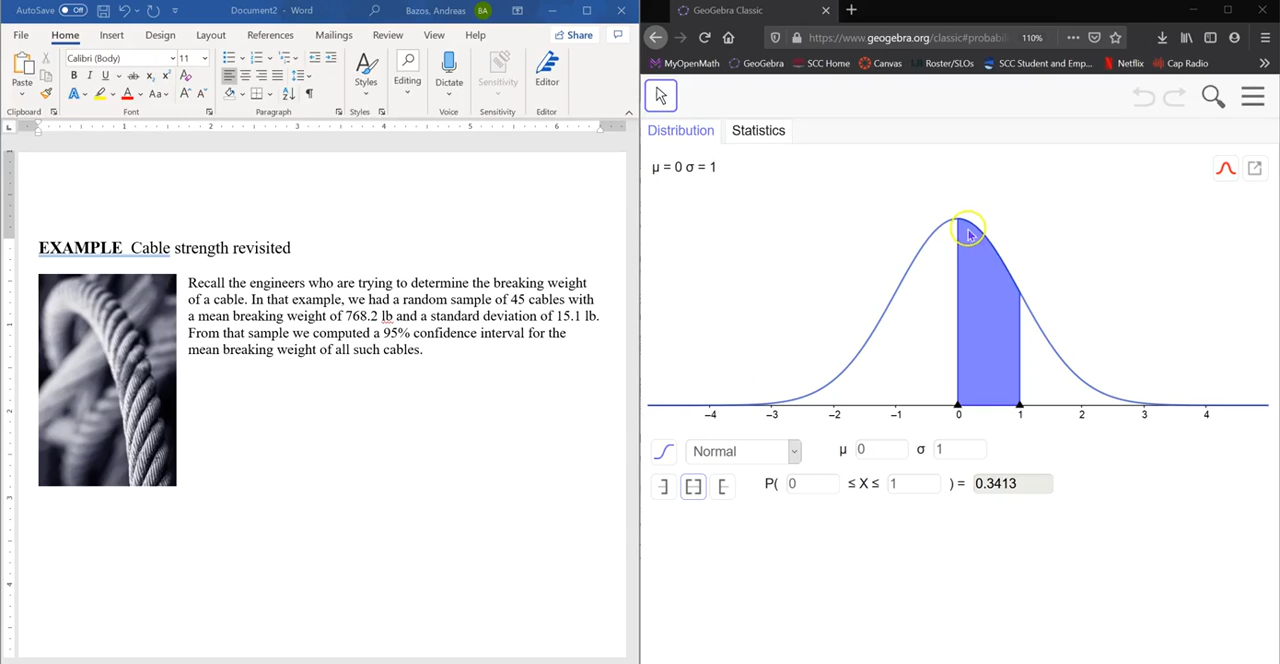 AutoSave Off Document2 - Word Bazos, Andreas BA
File Home Insert Design Layout References Mailings Review View Help Share
Calibri (Body) 11
Paste Styles Editing Dictate Sensitivity Editor
Clipboard Font Paragraph Styles Voice Sensitivity Editor
1 2 3 4 5 6
EXAMPLE Cable strength revisited
Recall the engineers who are trying to determine the breaking weight
of a cable. In that example, we had a random sample of 45 cables with
a mean breaking weight of 768.2 lb and a standard deviation of 15.1 lb.
From that sample we computed a 95% confidence interval for the
mean breaking weight of all such cables.
GeoGebra Classic
https://www.geogebra.org/classic#probabi 110%
MyOpenMath GeoGebra SCC Home Canvas Roster/SLOs SCC Student and Emp... Netflix Cap Radio
Distribution Statistics
μ = 0 σ = 1
−4 −3 −2 −1 0 1 2 3 4
Normal μ 0 σ 1
P( 0 ≤ X ≤ 1 ) = 0.3413